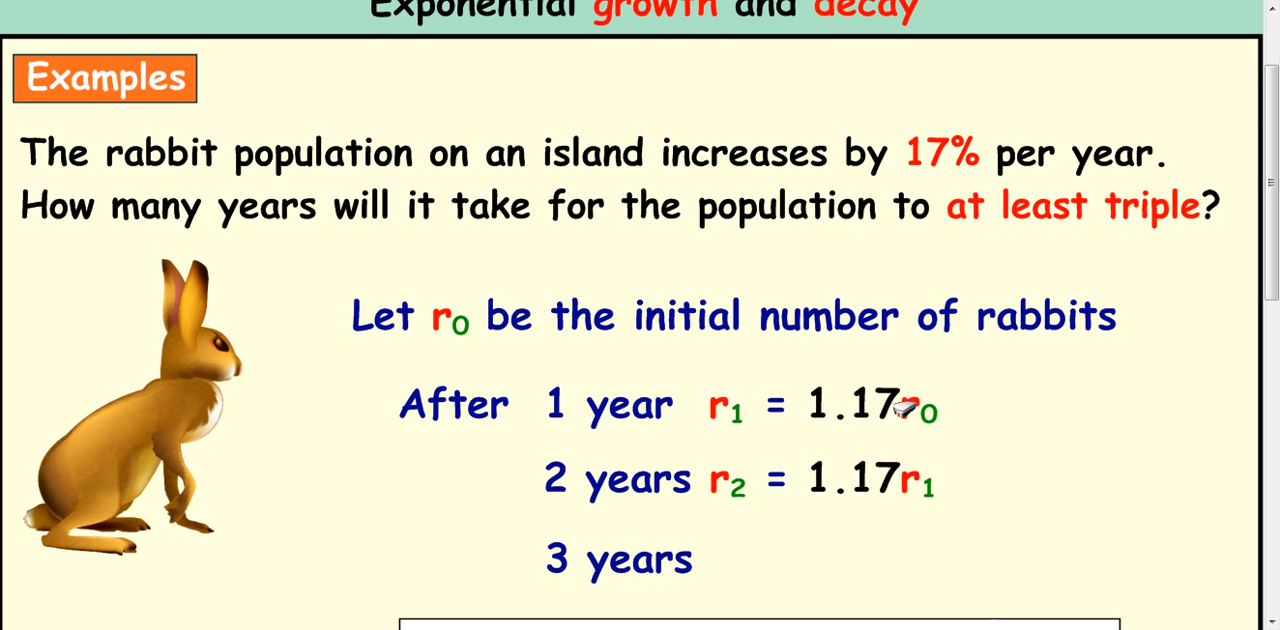 Exponential growth and decay
Examples
The rabbit population on an island increases by 17% per year.
How many years will it take for the population to at least triple?
Let r₀ be the initial number of rabbits
After 1 year r₁ = 1.17r₀
2 years r₂ = 1.17r₁
3 years